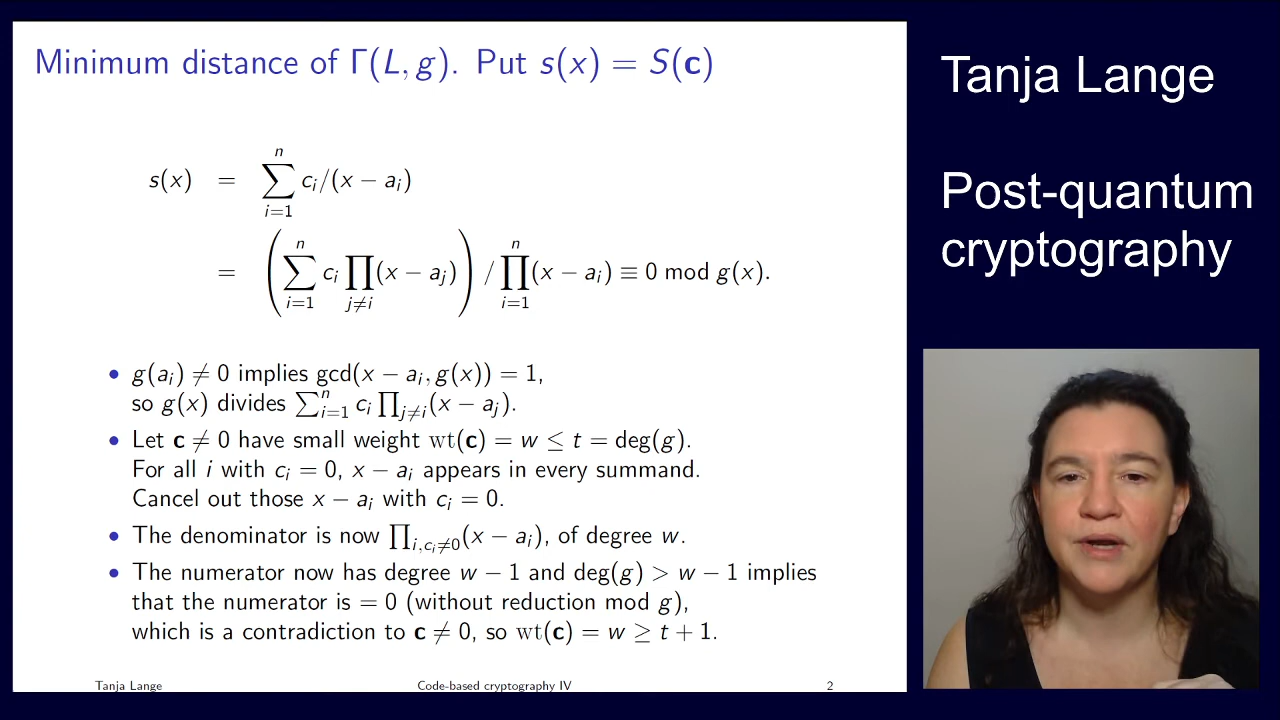 Minimum distance of Γ(L, g). Put s(x) = S(c)
s(x) = ∑_{i=1}^{n} c_i/(x − a_i)
= (∑_{i=1}^{n} c_i ∏_{j≠i}(x − a_j)) / ∏_{i=1}^{n}(x − a_i) ≡ 0 mod g(x).
• g(a_i) ≠ 0 implies gcd(x − a_i, g(x)) = 1,
so g(x) divides ∑_{i=1}^{n} c_i ∏_{j≠i}(x − a_j).
• Let c ≠ 0 have small weight wt(c) = w ≤ t = deg(g).
For all i with c_i = 0, x − a_i appears in every summand.
Cancel out those x − a_i with c_i = 0.
• The denominator is now ∏_{i,c_i≠0}(x − a_i), of degree w.
• The numerator now has degree w − 1 and deg(g) > w − 1 implies
that the numerator is = 0 (without reduction mod g),
which is a contradiction to c ≠ 0, so wt(c) = w ≥ t + 1.
Tanja Lange
Code-based cryptography IV
2
Tanja Lange
Post-quantum
cryptography